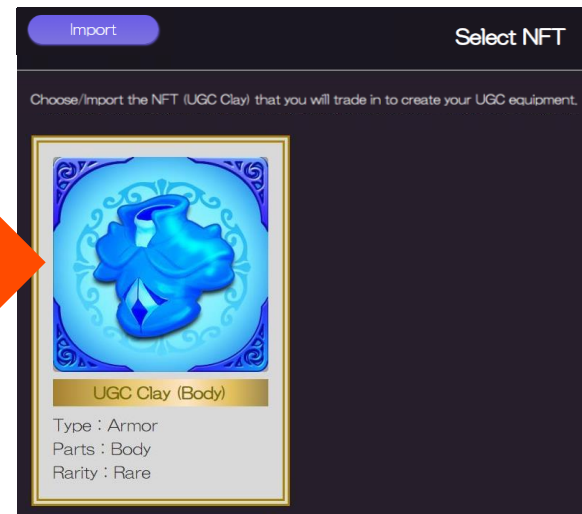 Import
Select NFT
Choose/Import the NFT (UGC Clay) that you will trade in to create your UGC equipment.
UGC Clay (Body)
Type：Armor
Parts：Body
Rarity：Rare